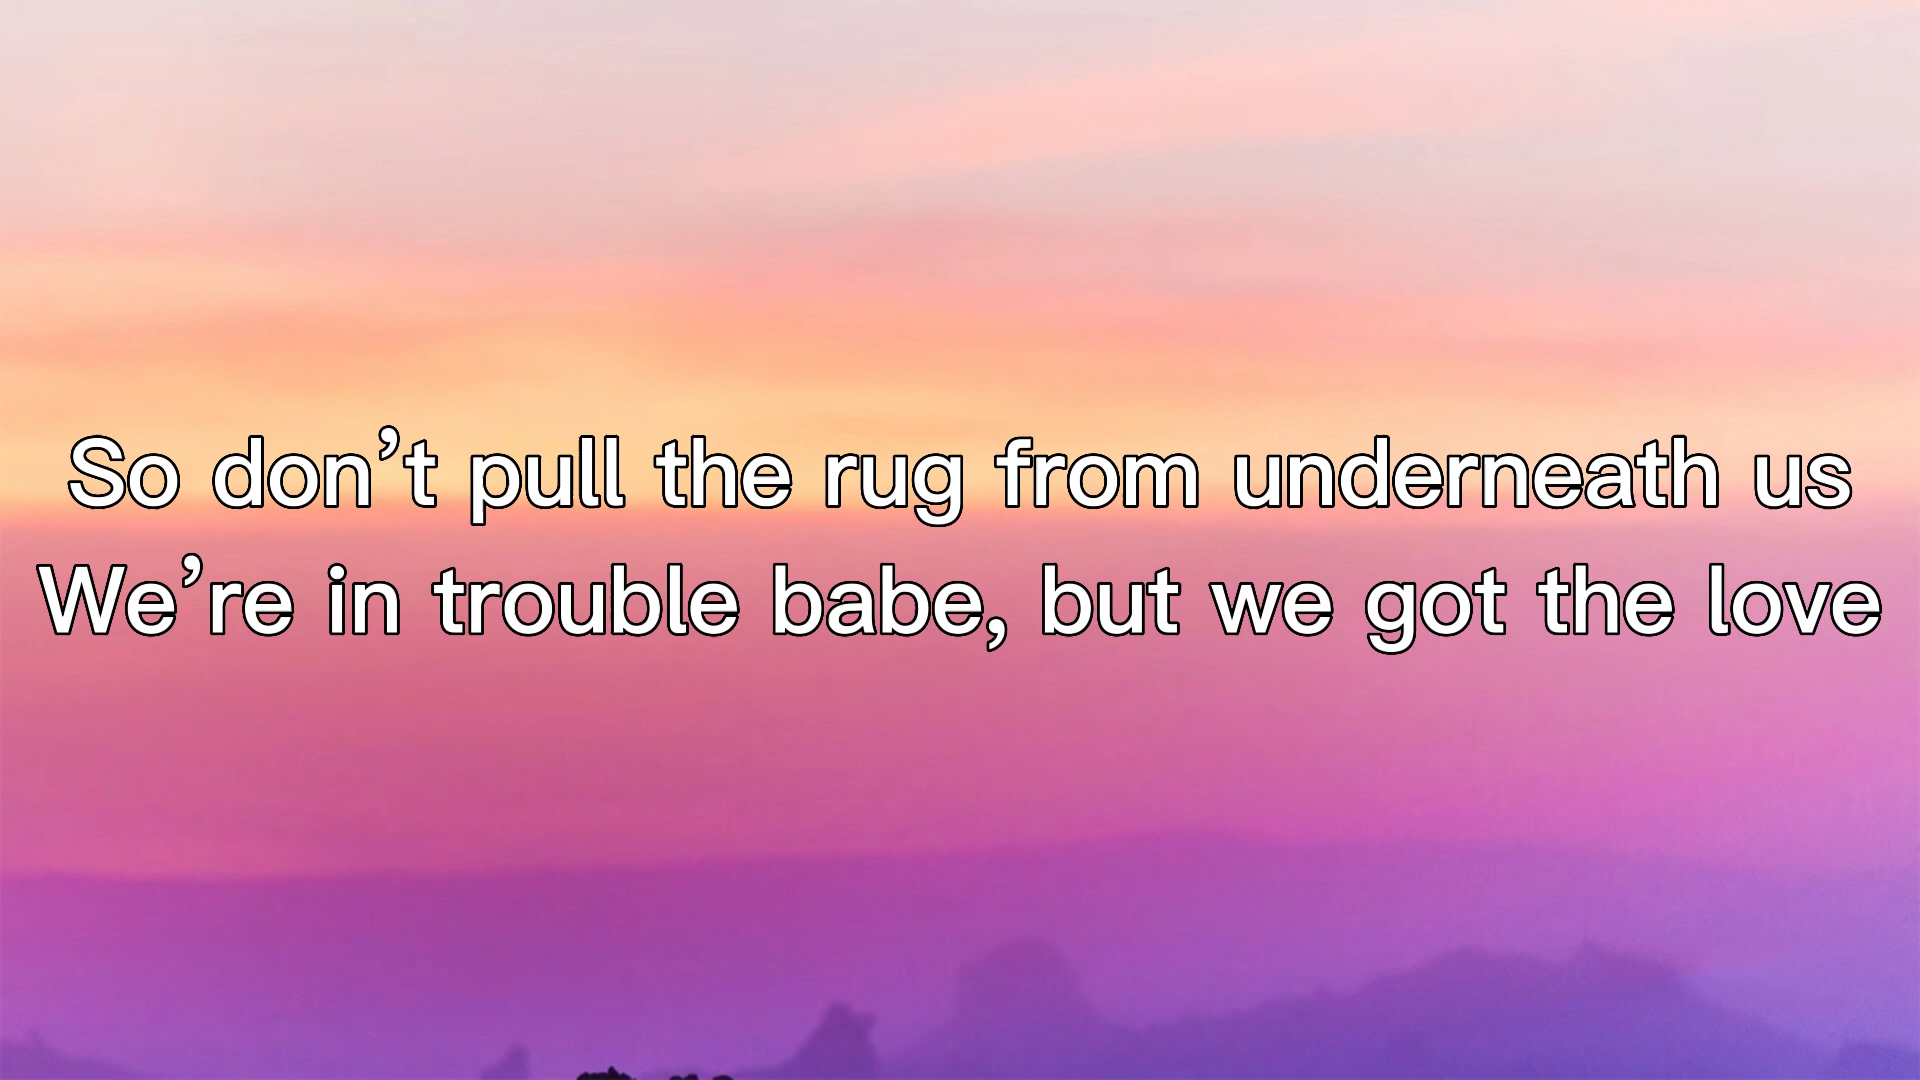 So don’t pull the rug from underneath us
We’re in trouble babe, but we got the love